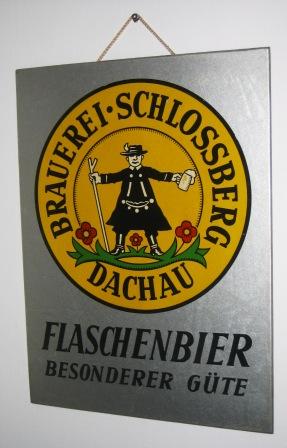 BRAUEREI·SCHLOSSBERG
DACHAU
FLASCHENBIER
BESONDERER GÜTE